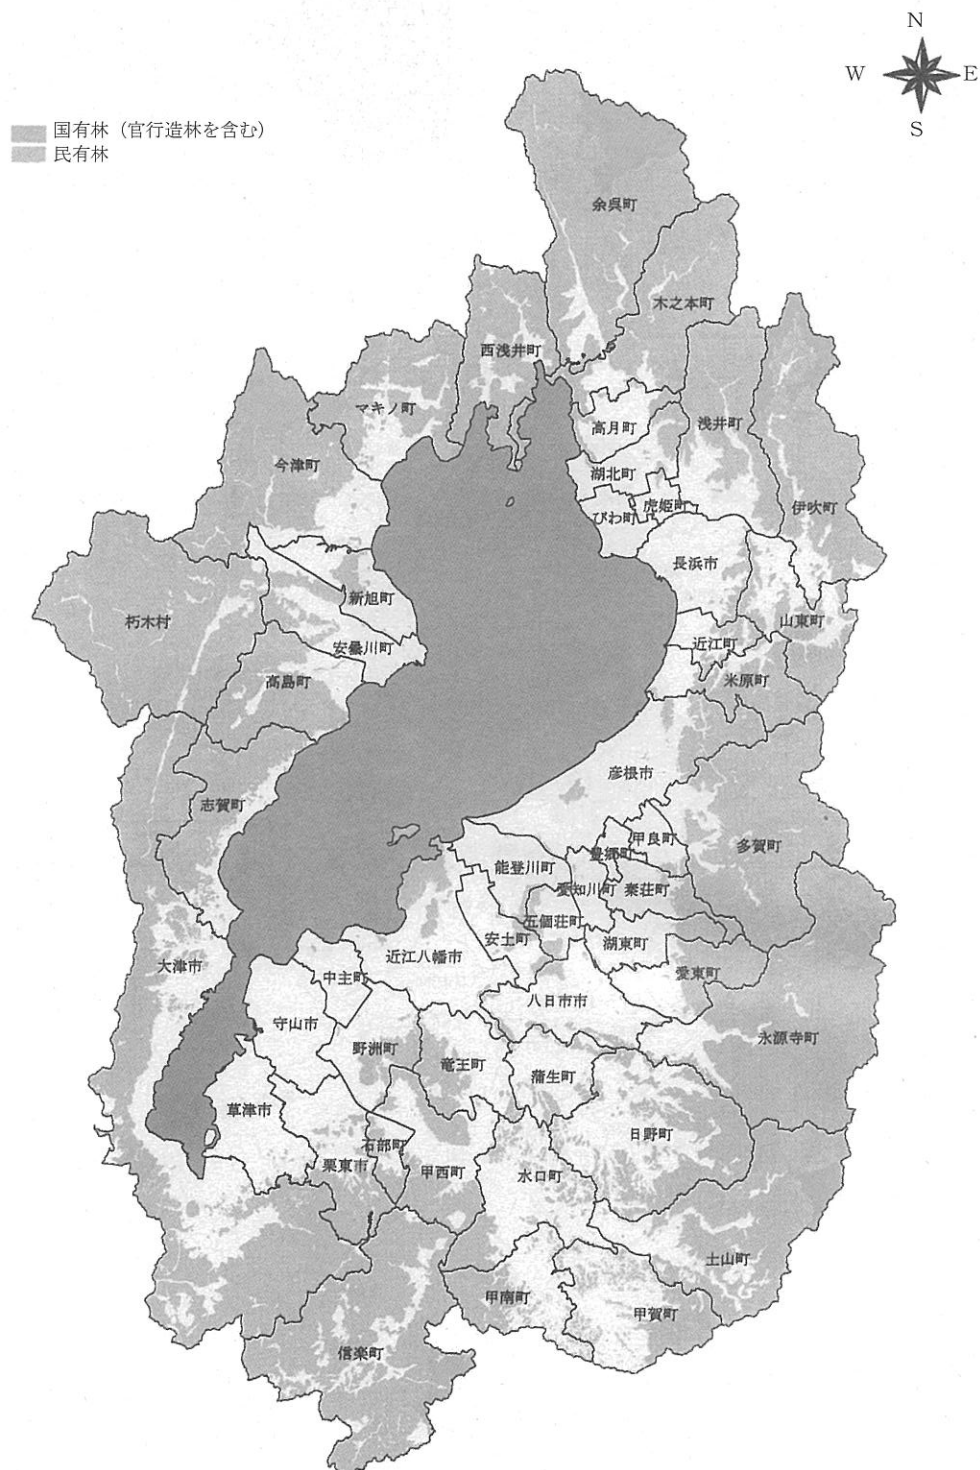 N
W
E
S
国有林（官行造林を含む）
民有林
余呉町
木之本町
西浅井町
マキノ町
高月町
浅井町
今津町
湖北町
びわ町
虎姫町
伊吹町
長浜市
新旭町
朽木村
山東町
安曇川町
近江町
高島町
米原町
彦根市
志賀町
甲良町
豊郷町
多賀町
能登川町
愛知川町
秦荘町
五個荘町
安土町
湖東町
近江八幡市
大津市
中主町
愛東町
八日市市
守山市
永源寺町
野洲町
竜王町
蒲生町
草津市
日野町
石部町
栗東市
甲西町
水口町
土山町
甲南町
甲賀町
信楽町